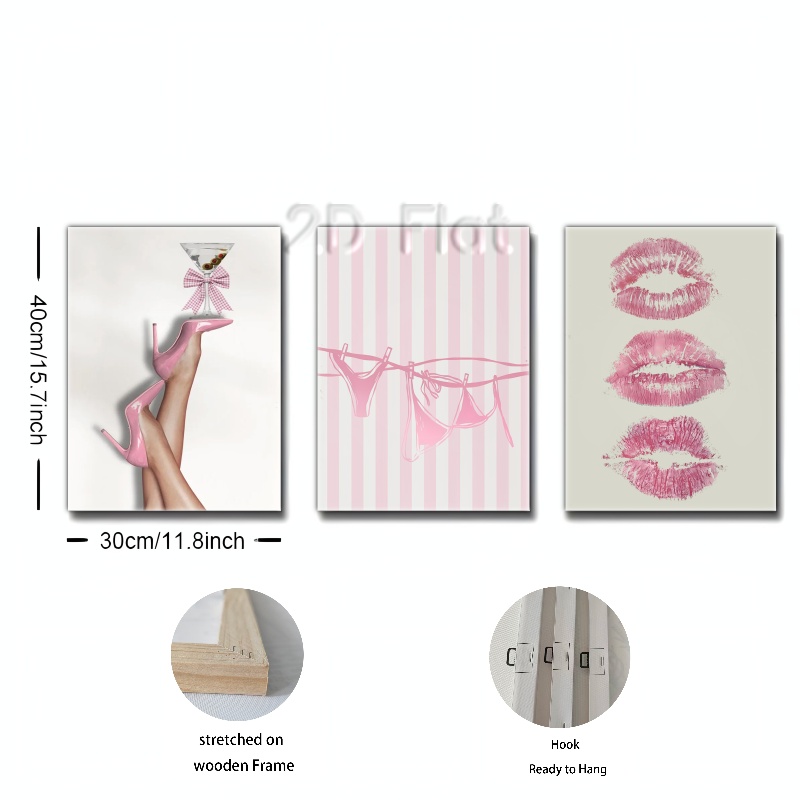 2D Flat
40cm/15.7inch
30cm/11.8inch
stretched on
wooden Frame
Hook
Ready to Hang